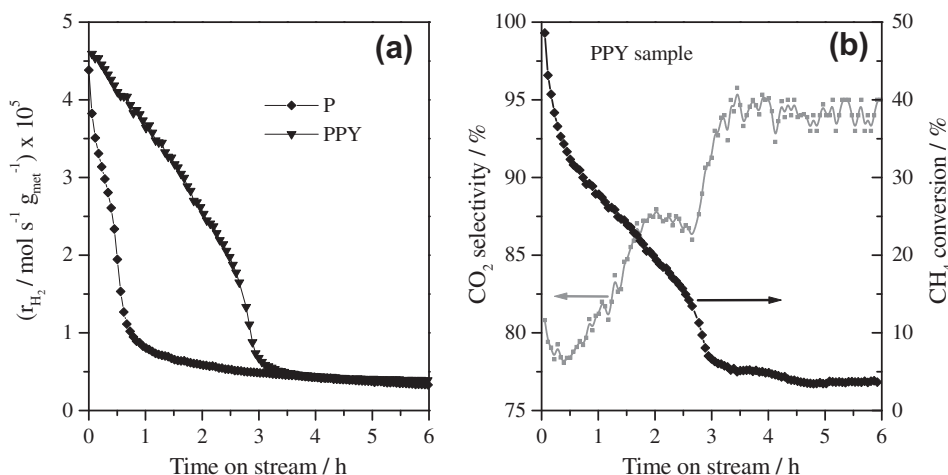 5
4
3
2
1
0
(r_H2 / mol s^-1 g_met^-1) x 10^5
(a)
P
PPY
0 1 2 3 4 5 6
Time on stream / h
100
95
90
85
80
75
CO2 selectivity / %
(b)
PPY sample
50
40
30
20
10
0
CH4 conversion / %
0 1 2 3 4 5 6
Time on stream / h